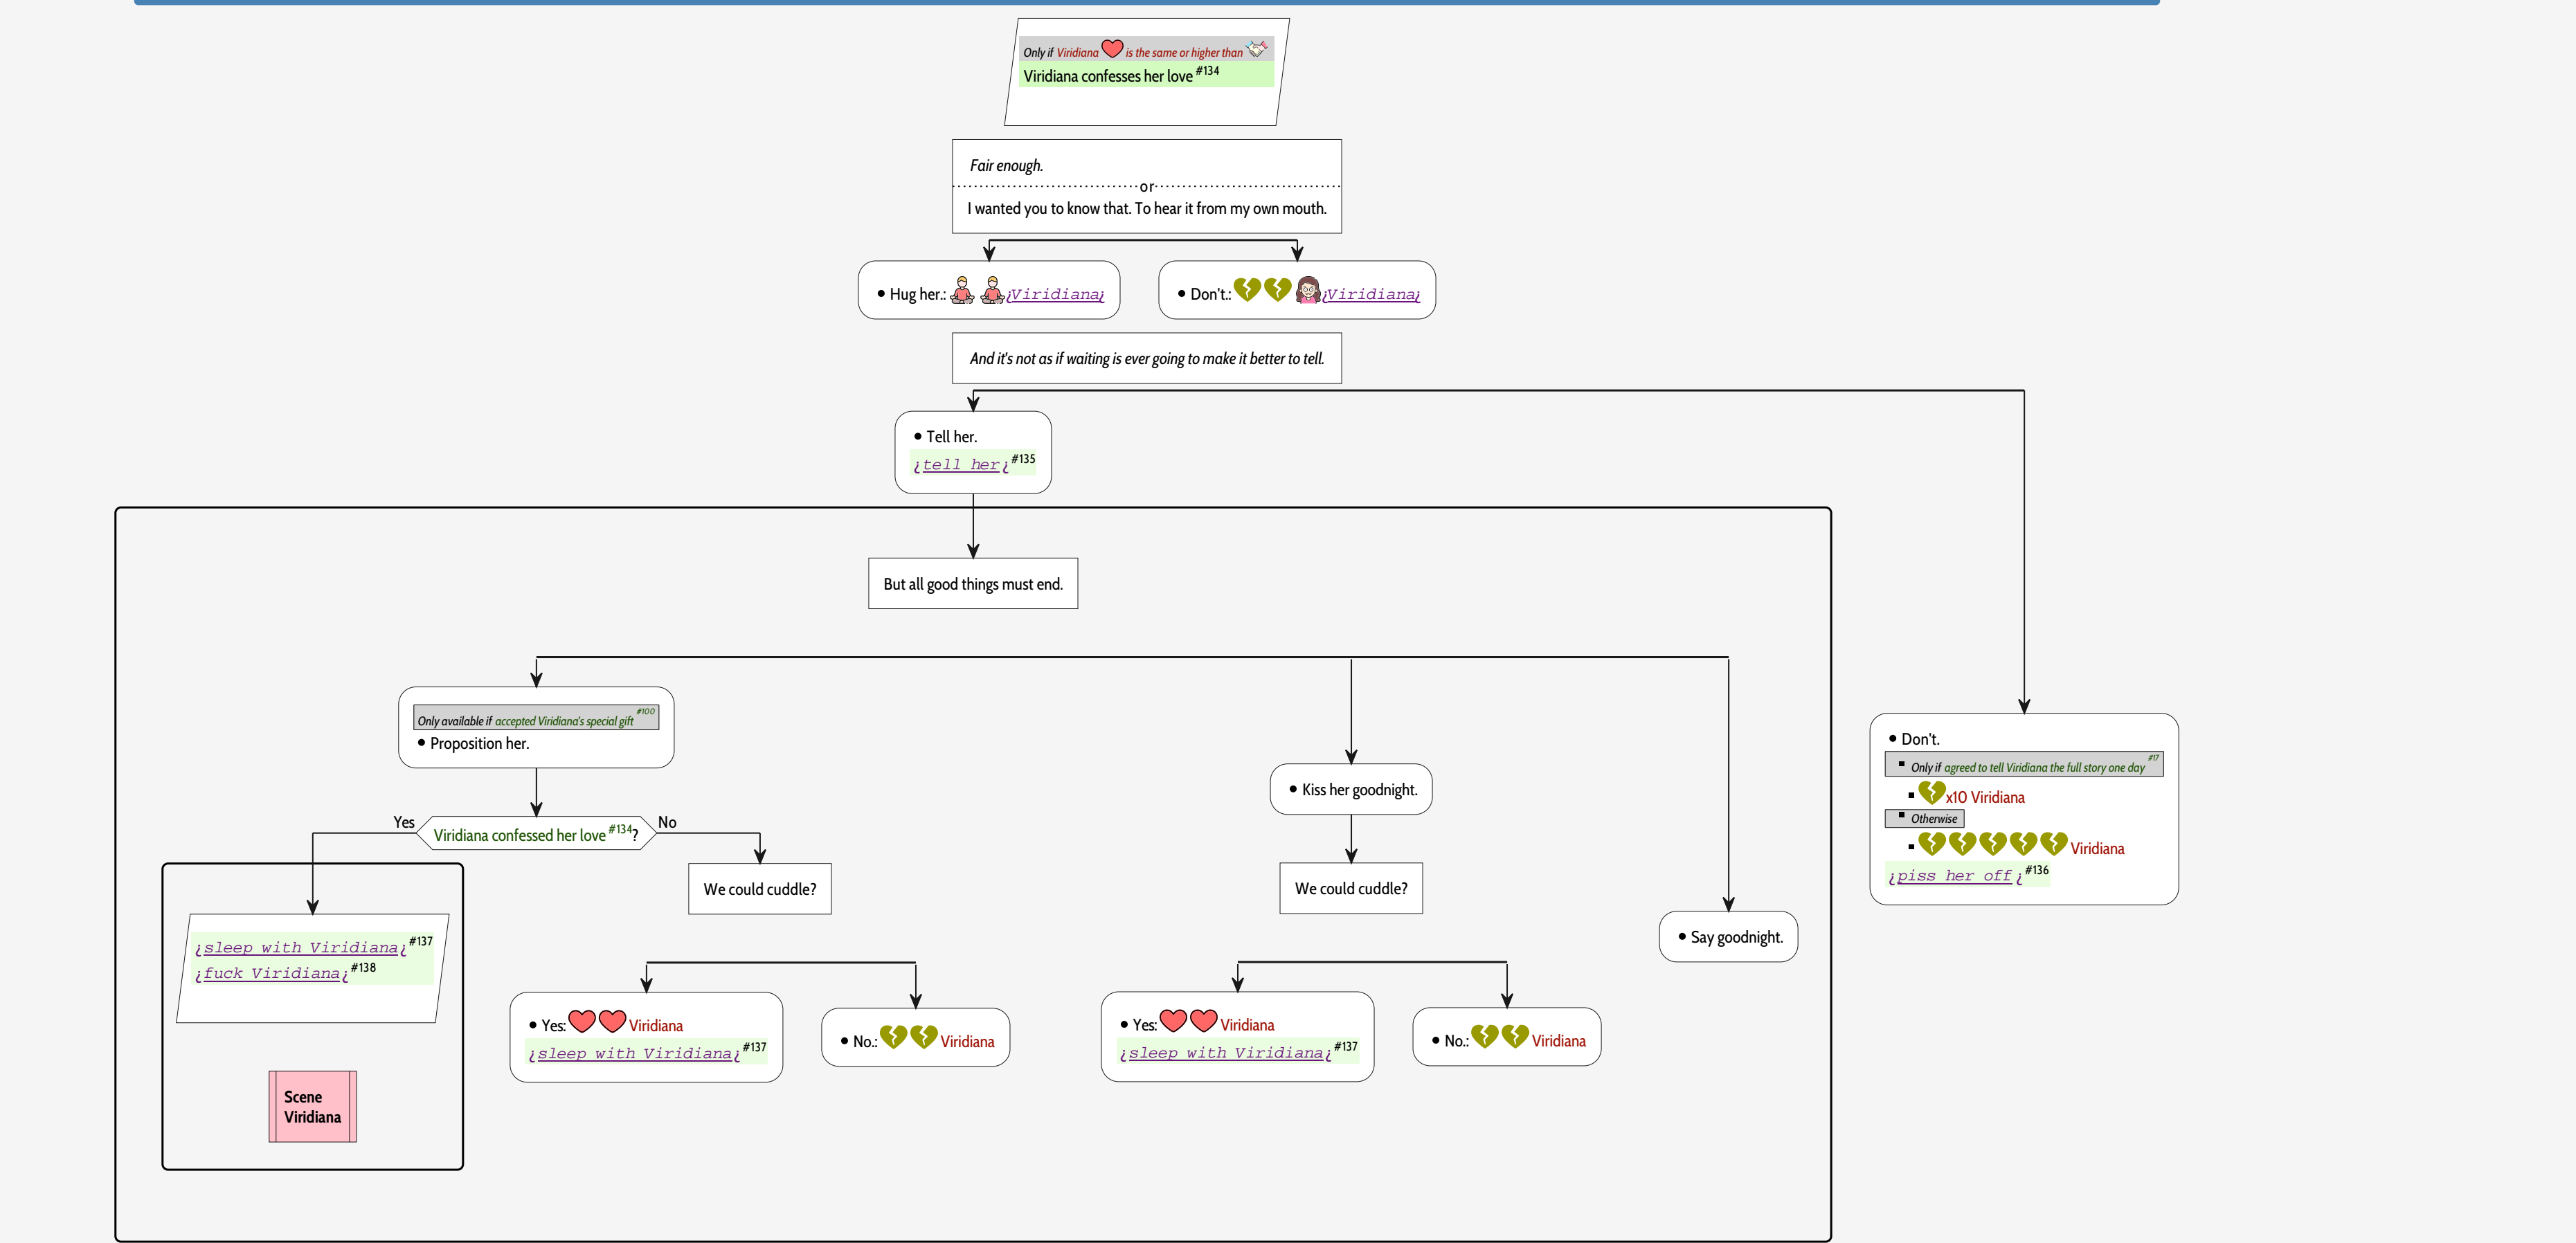 Only if Viridiana is the same or higher than
Viridiana confesses her love #134
Fair enough.
or
I wanted you to know that. To hear it from my own mouth.
• Hug her.: ¿Viridiana¿
• Don't.: ¿Viridiana¿
And it's not as if waiting is ever going to make it better to tell.
• Tell her.
¿tell her¿ #135
But all good things must end.
Only available if accepted Viridiana's special gift #100
• Proposition her.
Yes
Viridiana confessed her love #134?
No
¿sleep with Viridiana¿ #137
¿fuck Viridiana¿ #138
Scene
Viridiana
We could cuddle?
• Yes: Viridiana
¿sleep with Viridiana¿ #137
• No.: Viridiana
• Kiss her goodnight.
We could cuddle?
• Yes: Viridiana
¿sleep with Viridiana¿ #137
• No.: Viridiana
• Say goodnight.
• Don't.
▪ Only if agreed to tell Viridiana the full story one day #17
▪ x10 Viridiana
▪ Otherwise
▪ Viridiana
¿piss her off¿ #136